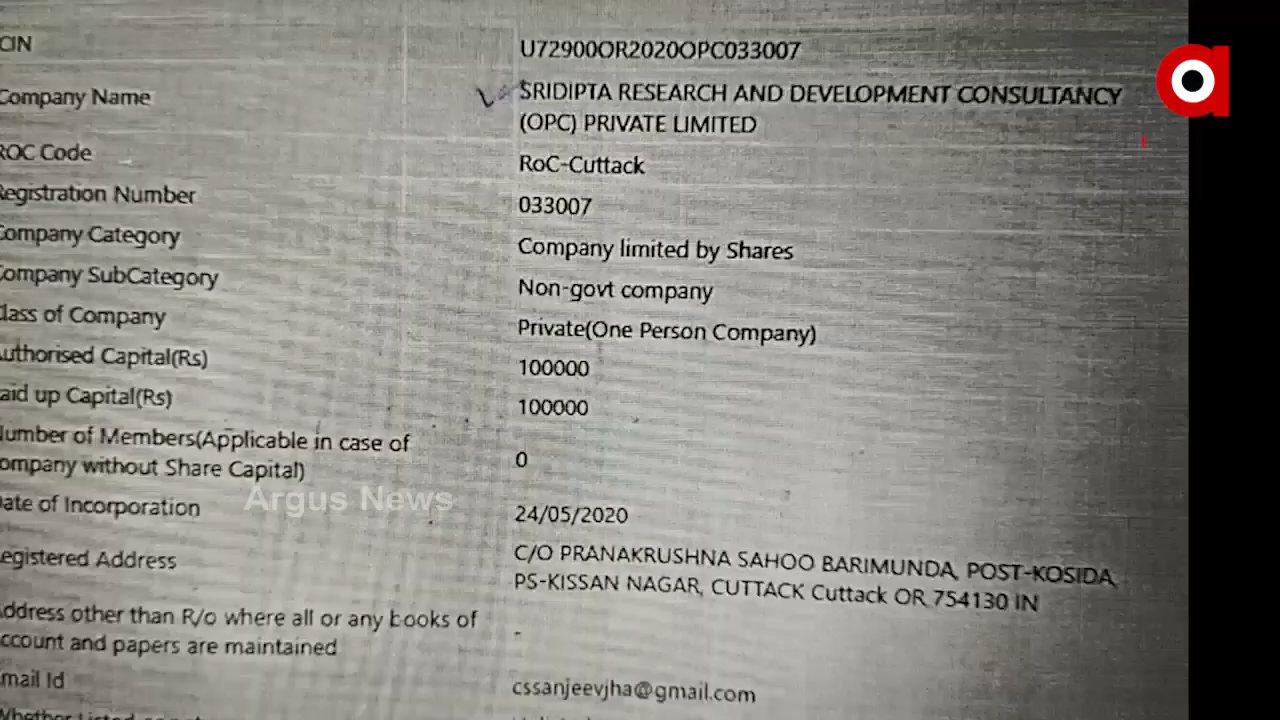 CIN U72900OR2020OPC033007
Company Name SRIDIPTA RESEARCH AND DEVELOPMENT CONSULTANCY
(OPC) PRIVATE LIMITED
ROC Code RoC-Cuttack
Registration Number 033007
Company Category Company limited by Shares
Company SubCategory Non-govt company
Class of Company Private(One Person Company)
Authorised Capital(Rs) 100000
aid up Capital(Rs) 100000
Number of Members(Applicable in case of
ompany without Share Capital) 0
Argus News
ate of Incorporation 24/05/2020
egistered Address C/O PRANAKRUSHNA SAHOO BARIMUNDA, POST-KOSIDA,
PS-KISSAN NAGAR, CUTTACK Cuttack OR 754130 IN
ddress other than R/o where all or any books of
ccount and papers are maintained -
mail Id cssanjeevjha@gmail.com